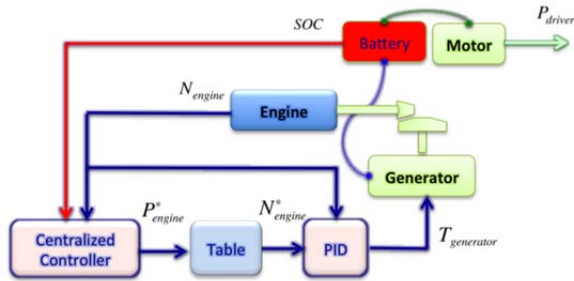 SOC
Battery
Motor
P_driver
N_engine
Engine
Generator
P*_engine
N*_engine
Centralized
Controller
Table
PID
T_generator